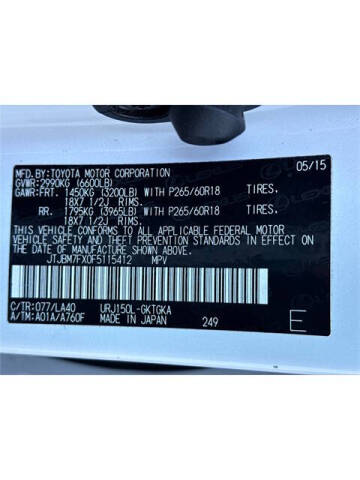 MFD.BY:TOYOTA MOTOR CORPORATION 05/15
GVWR:2990KG (6600LB)
GAWR:FRT. 1450KG (3200LB) WITH P265/60R18 TIRES.
18X7 1/2J RIMS.
RR. 1795KG (3965LB) WITH P265/60R18 TIRES.
18X7 1/2J RIMS.
THIS VEHICLE CONFORMS TO ALL APPLICABLE FEDERAL MOTOR
VEHICLE SAFETY STANDARDS IN EFFECT ON THE
DATE OF MANUFACTURE SHOWN ABOVE.
JTJBM7FX0F5115412 MPV
C/TR:077/LA40 URJ150L-GKTGKA
A/TM:A01A/A760F MADE IN JAPAN 249 E